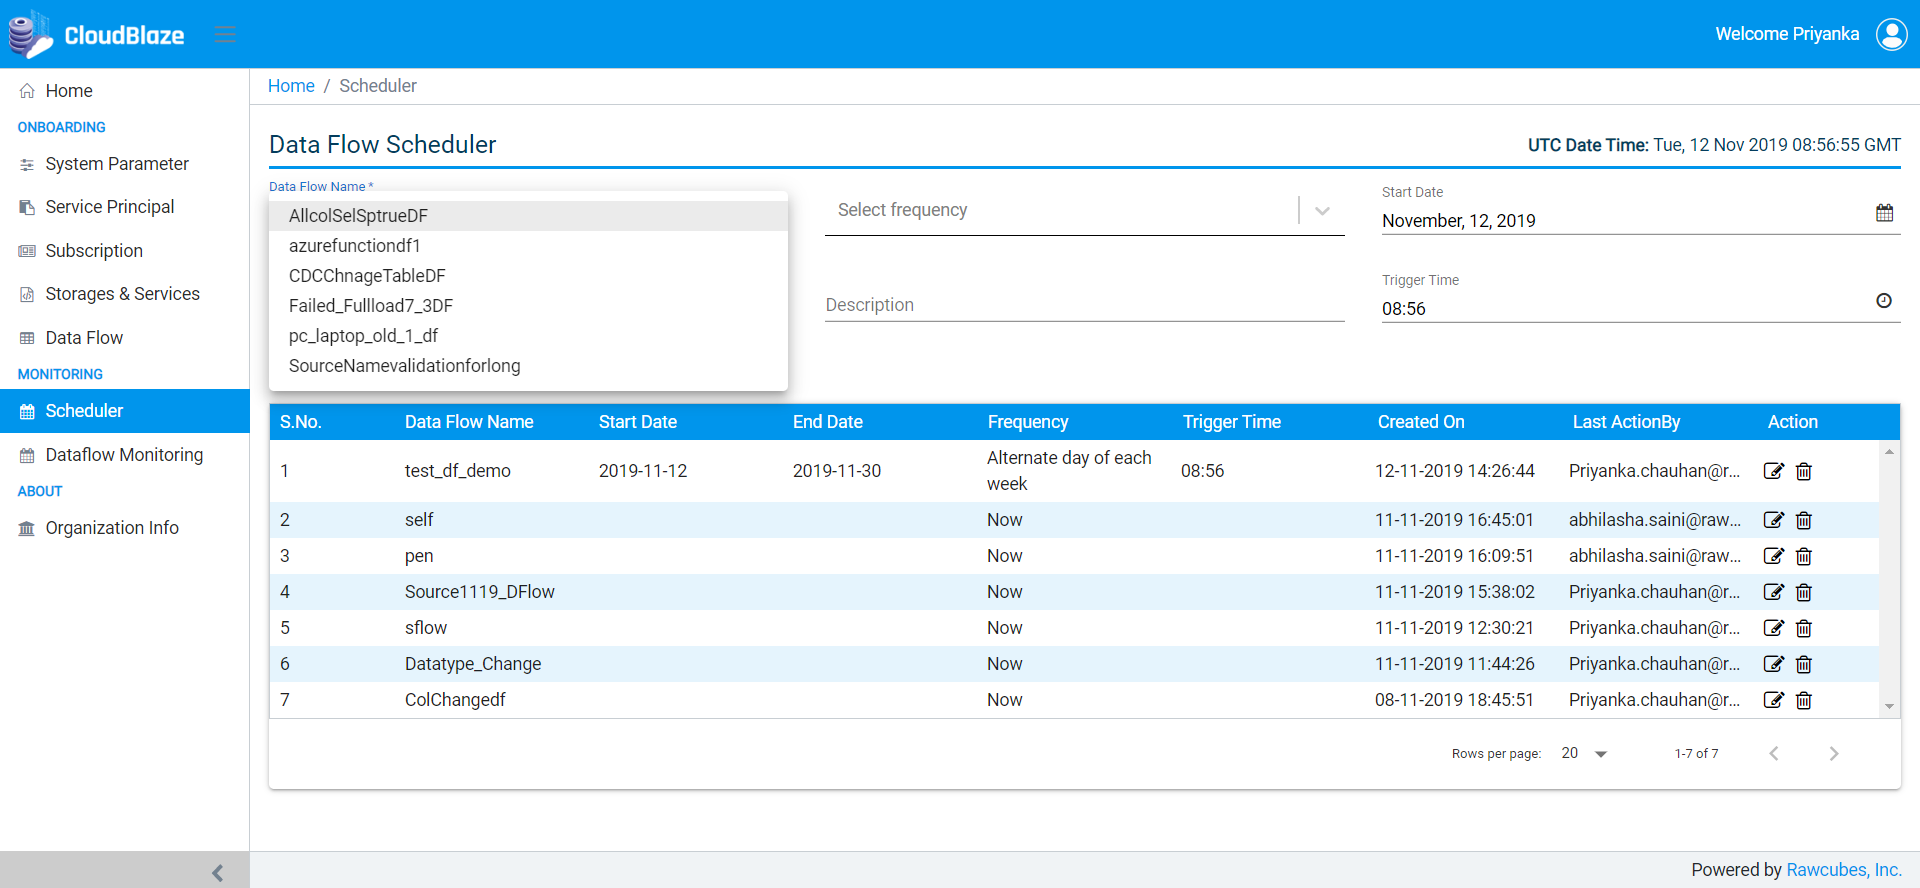 CloudBlaze
Welcome Priyanka
Home
ONBOARDING
System Parameter
Service Principal
Subscription
Storages & Services
Data Flow
MONITORING
Scheduler
Dataflow Monitoring
ABOUT
Organization Info
Home / Scheduler
Data Flow Scheduler
UTC Date Time: Tue, 12 Nov 2019 08:56:55 GMT
Data Flow Name *
AllcolSelSptrueDF
azurefunctiondf1
CDCChnageTableDF
Failed_Fullload7_3DF
pc_laptop_old_1_df
SourceNamevalidationforlong
Select frequency
Description
Start Date
November, 12, 2019
Trigger Time
08:56
S.No. Data Flow Name Start Date End Date Frequency Trigger Time Created On Last ActionBy Action
1 test_df_demo 2019-11-12 2019-11-30 Alternate day of each week 08:56 12-11-2019 14:26:44 Priyanka.chauhan@r...
2 self Now 11-11-2019 16:45:01 abhilasha.saini@raw...
3 pen Now 11-11-2019 16:09:51 abhilasha.saini@raw...
4 Source1119_DFlow Now 11-11-2019 15:38:02 Priyanka.chauhan@r...
5 sflow Now 11-11-2019 12:30:21 Priyanka.chauhan@r...
6 Datatype_Change Now 11-11-2019 11:44:26 Priyanka.chauhan@r...
7 ColChangedf Now 08-11-2019 18:45:51 Priyanka.chauhan@r...
Rows per page: 20 1-7 of 7
Powered by Rawcubes, Inc.